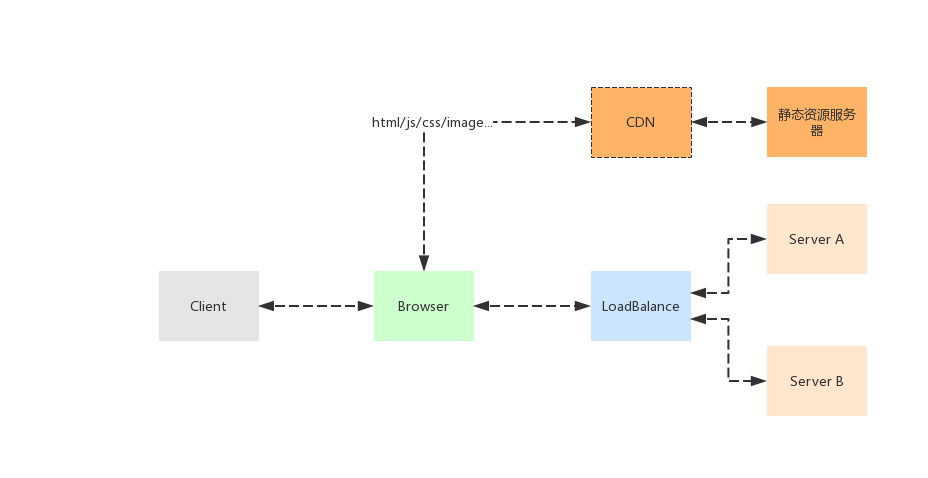 html/js/css/image...
CDN
静态资源服务
器
Server A
Client
Browser
LoadBalance
Server B